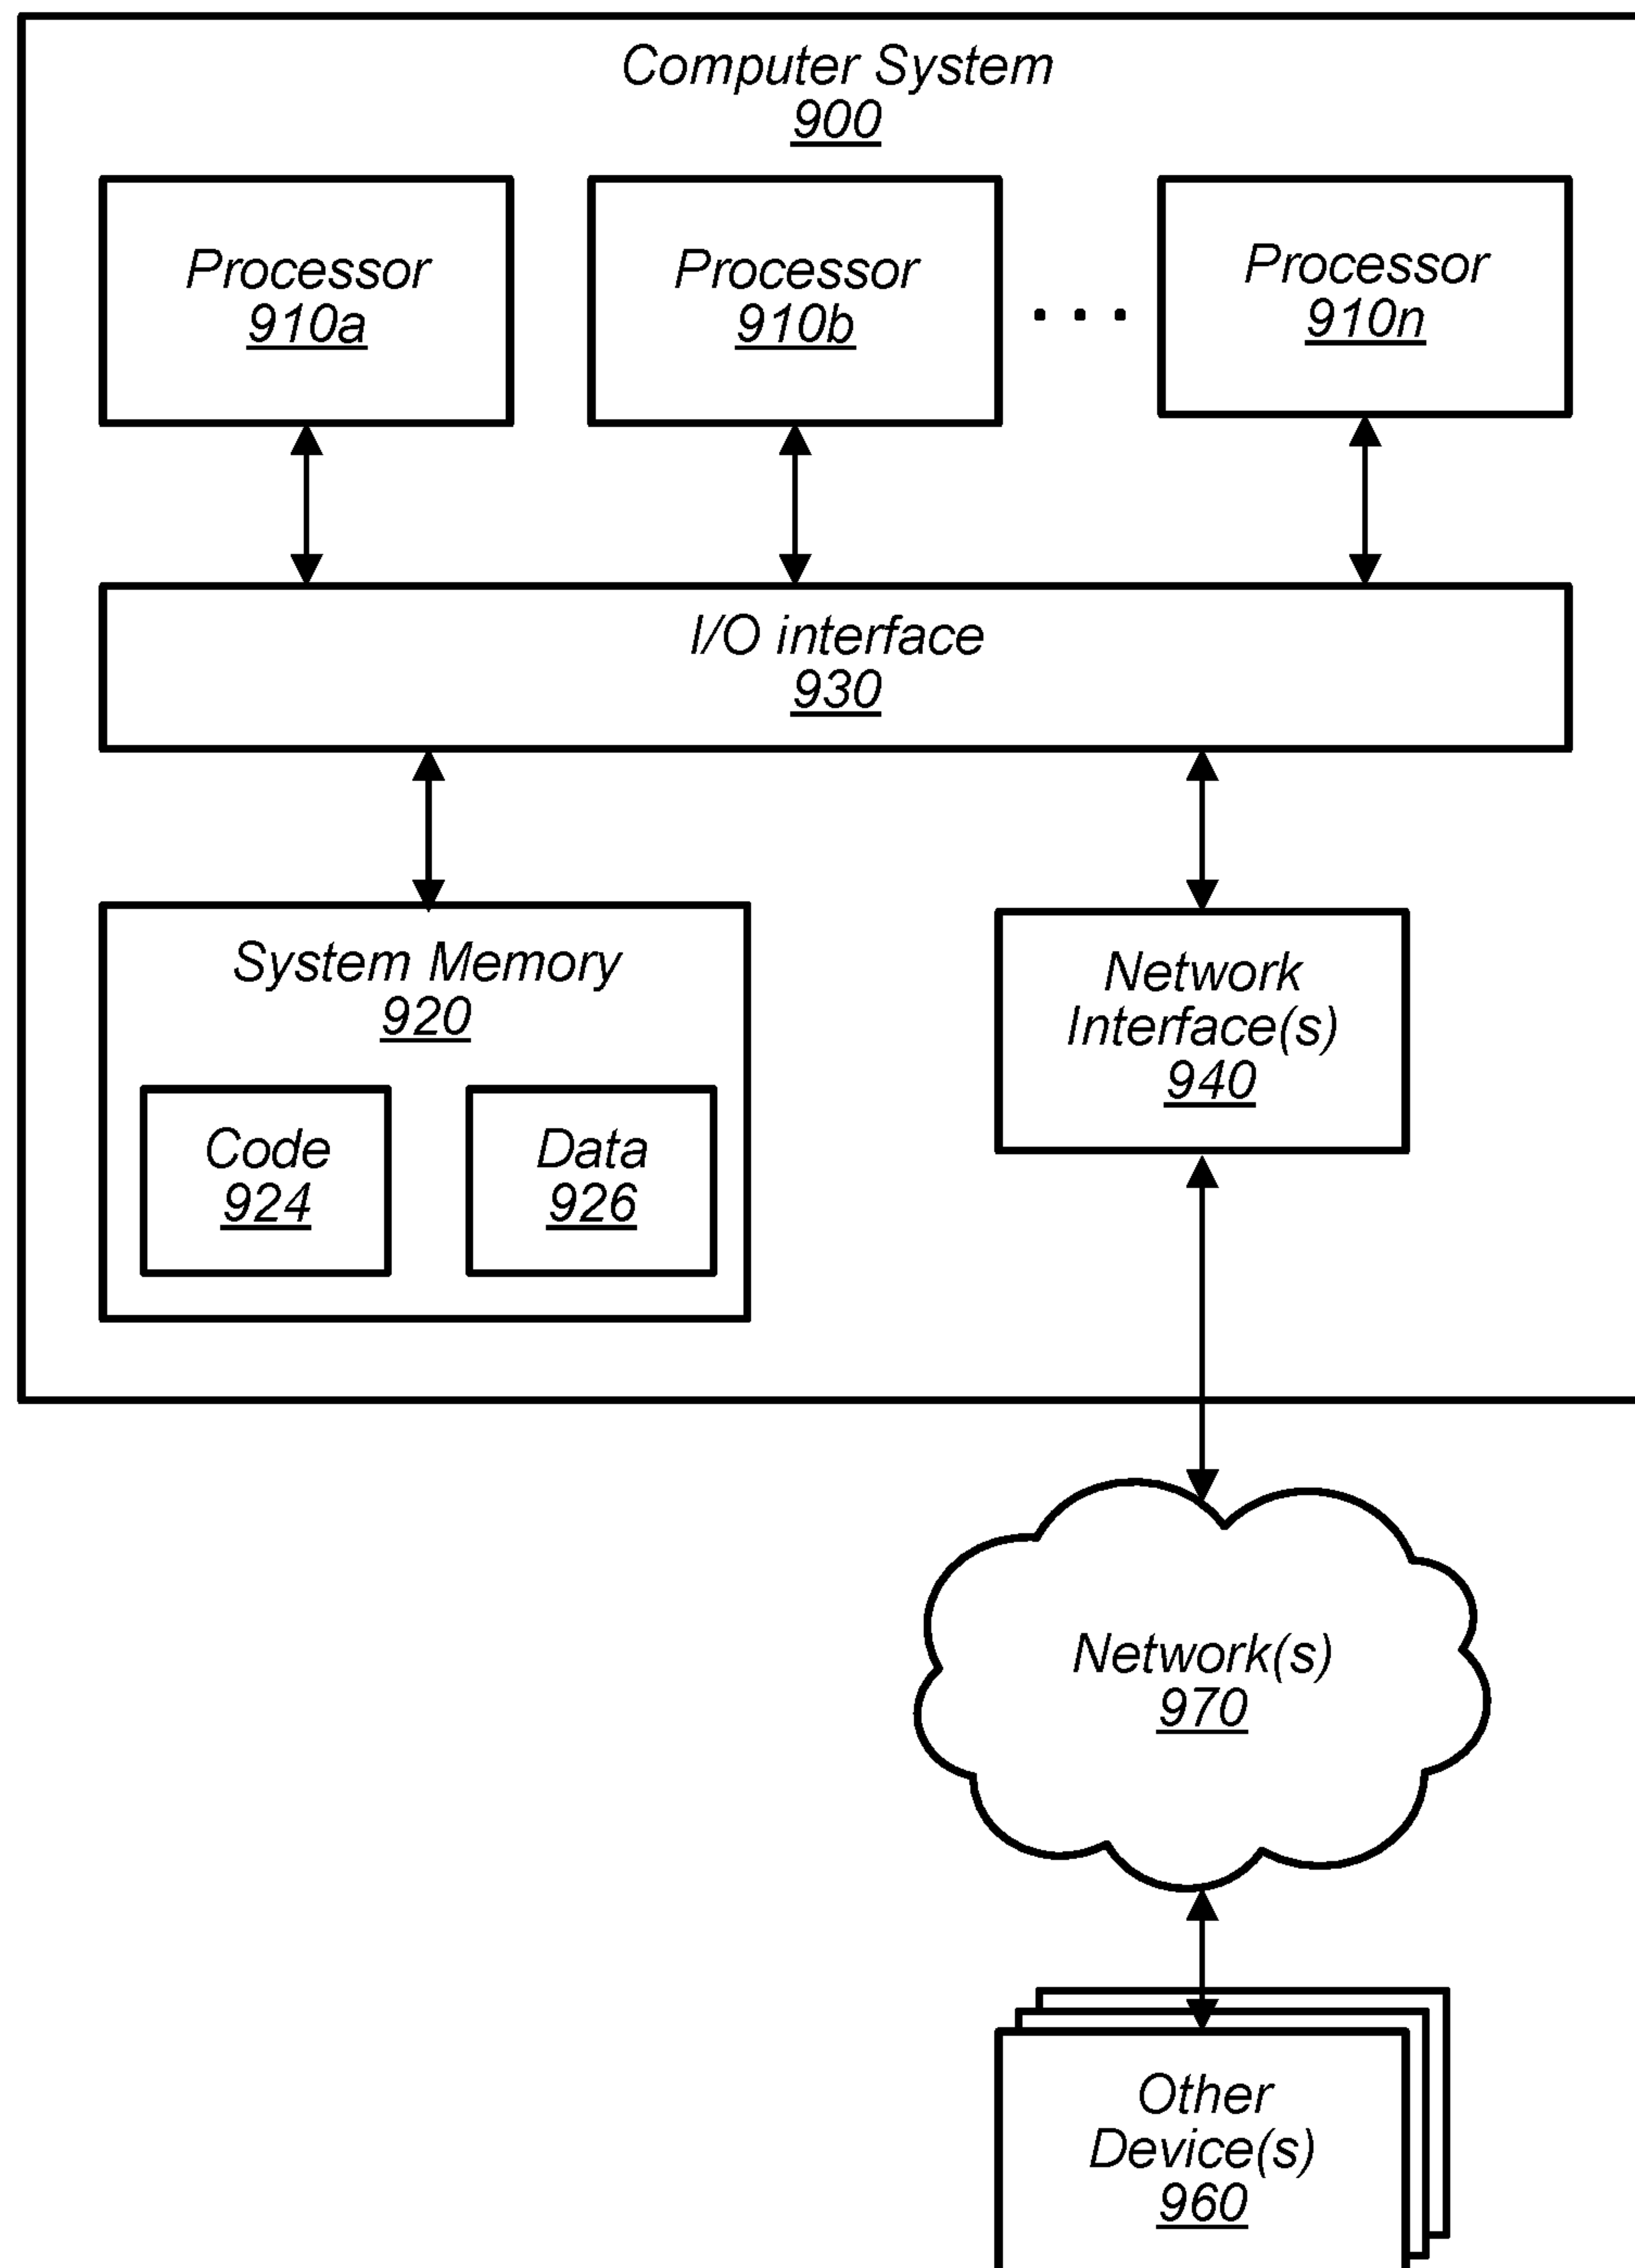 Computer System
900
Processor
910a
Processor
910b
. . .
Processor
910n
I/O interface
930
System Memory
920
Code
924
Data
926
Network
Interface(s)
940
Network(s)
970
Other
Device(s)
960